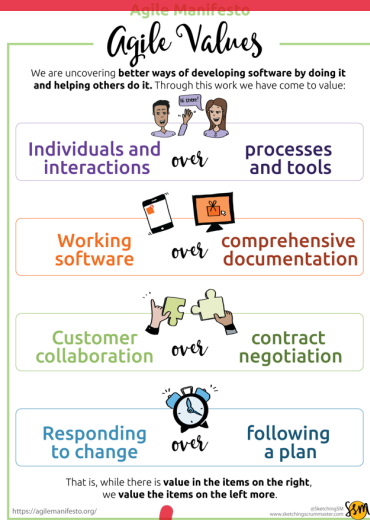 Agile Manifesto
Agile Values
We are uncovering better ways of developing software by doing it
and helping others do it. Through this work we have come to value:
Hi there!
Individuals and
interactions
over
processes
and tools
Working
software
over
comprehensive
documentation
Customer
collaboration
over
contract
negotiation
Responding
to change
over
following
a plan
That is, while there is value in the items on the right,
we value the items on the left more.
https://agilemanifesto.org/
@SketchingSM
www.sketchingscrummaster.com
SSM